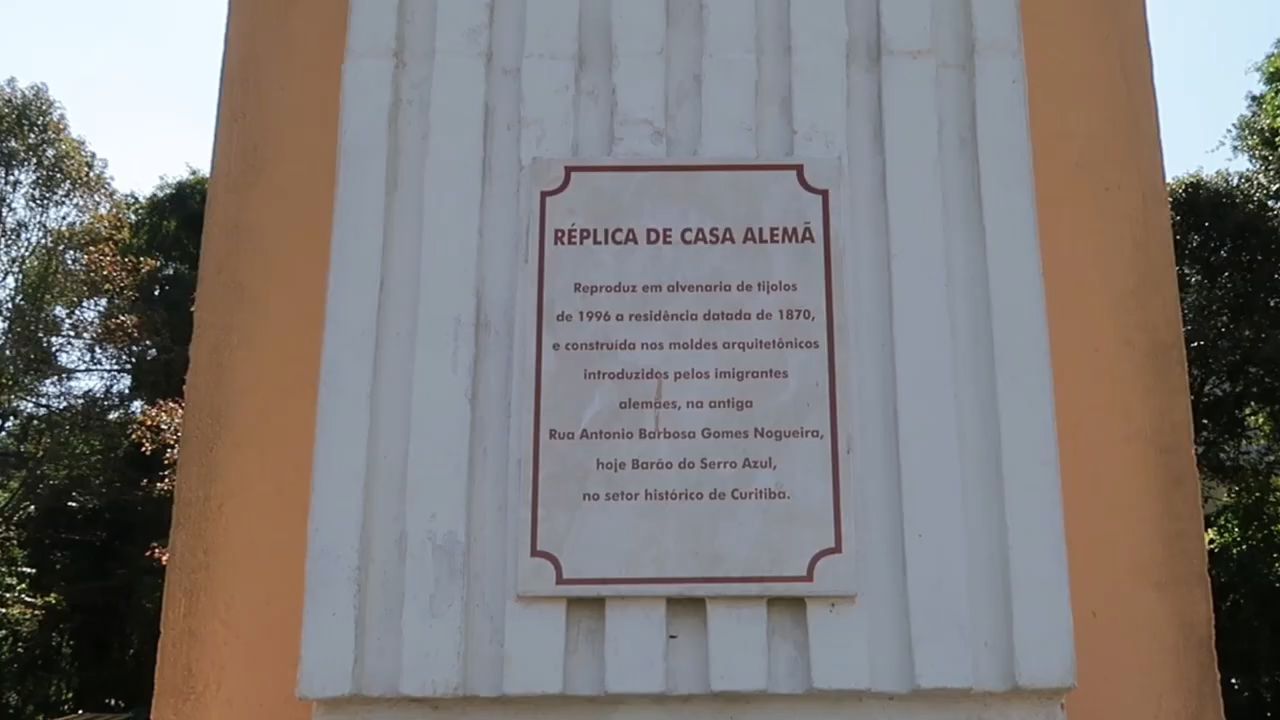 RÉPLICA DE CASA ALEMÃ
Reproduz em alvenaria de tijolos
de 1996 a residência datada de 1870,
e construída nos moldes arquitetônicos
introduzidos pelos imigrantes
alemães, na antiga
Rua Antonio Barbosa Gomes Nogueira,
hoje Barão do Serro Azul,
no setor histórico de Curitiba.